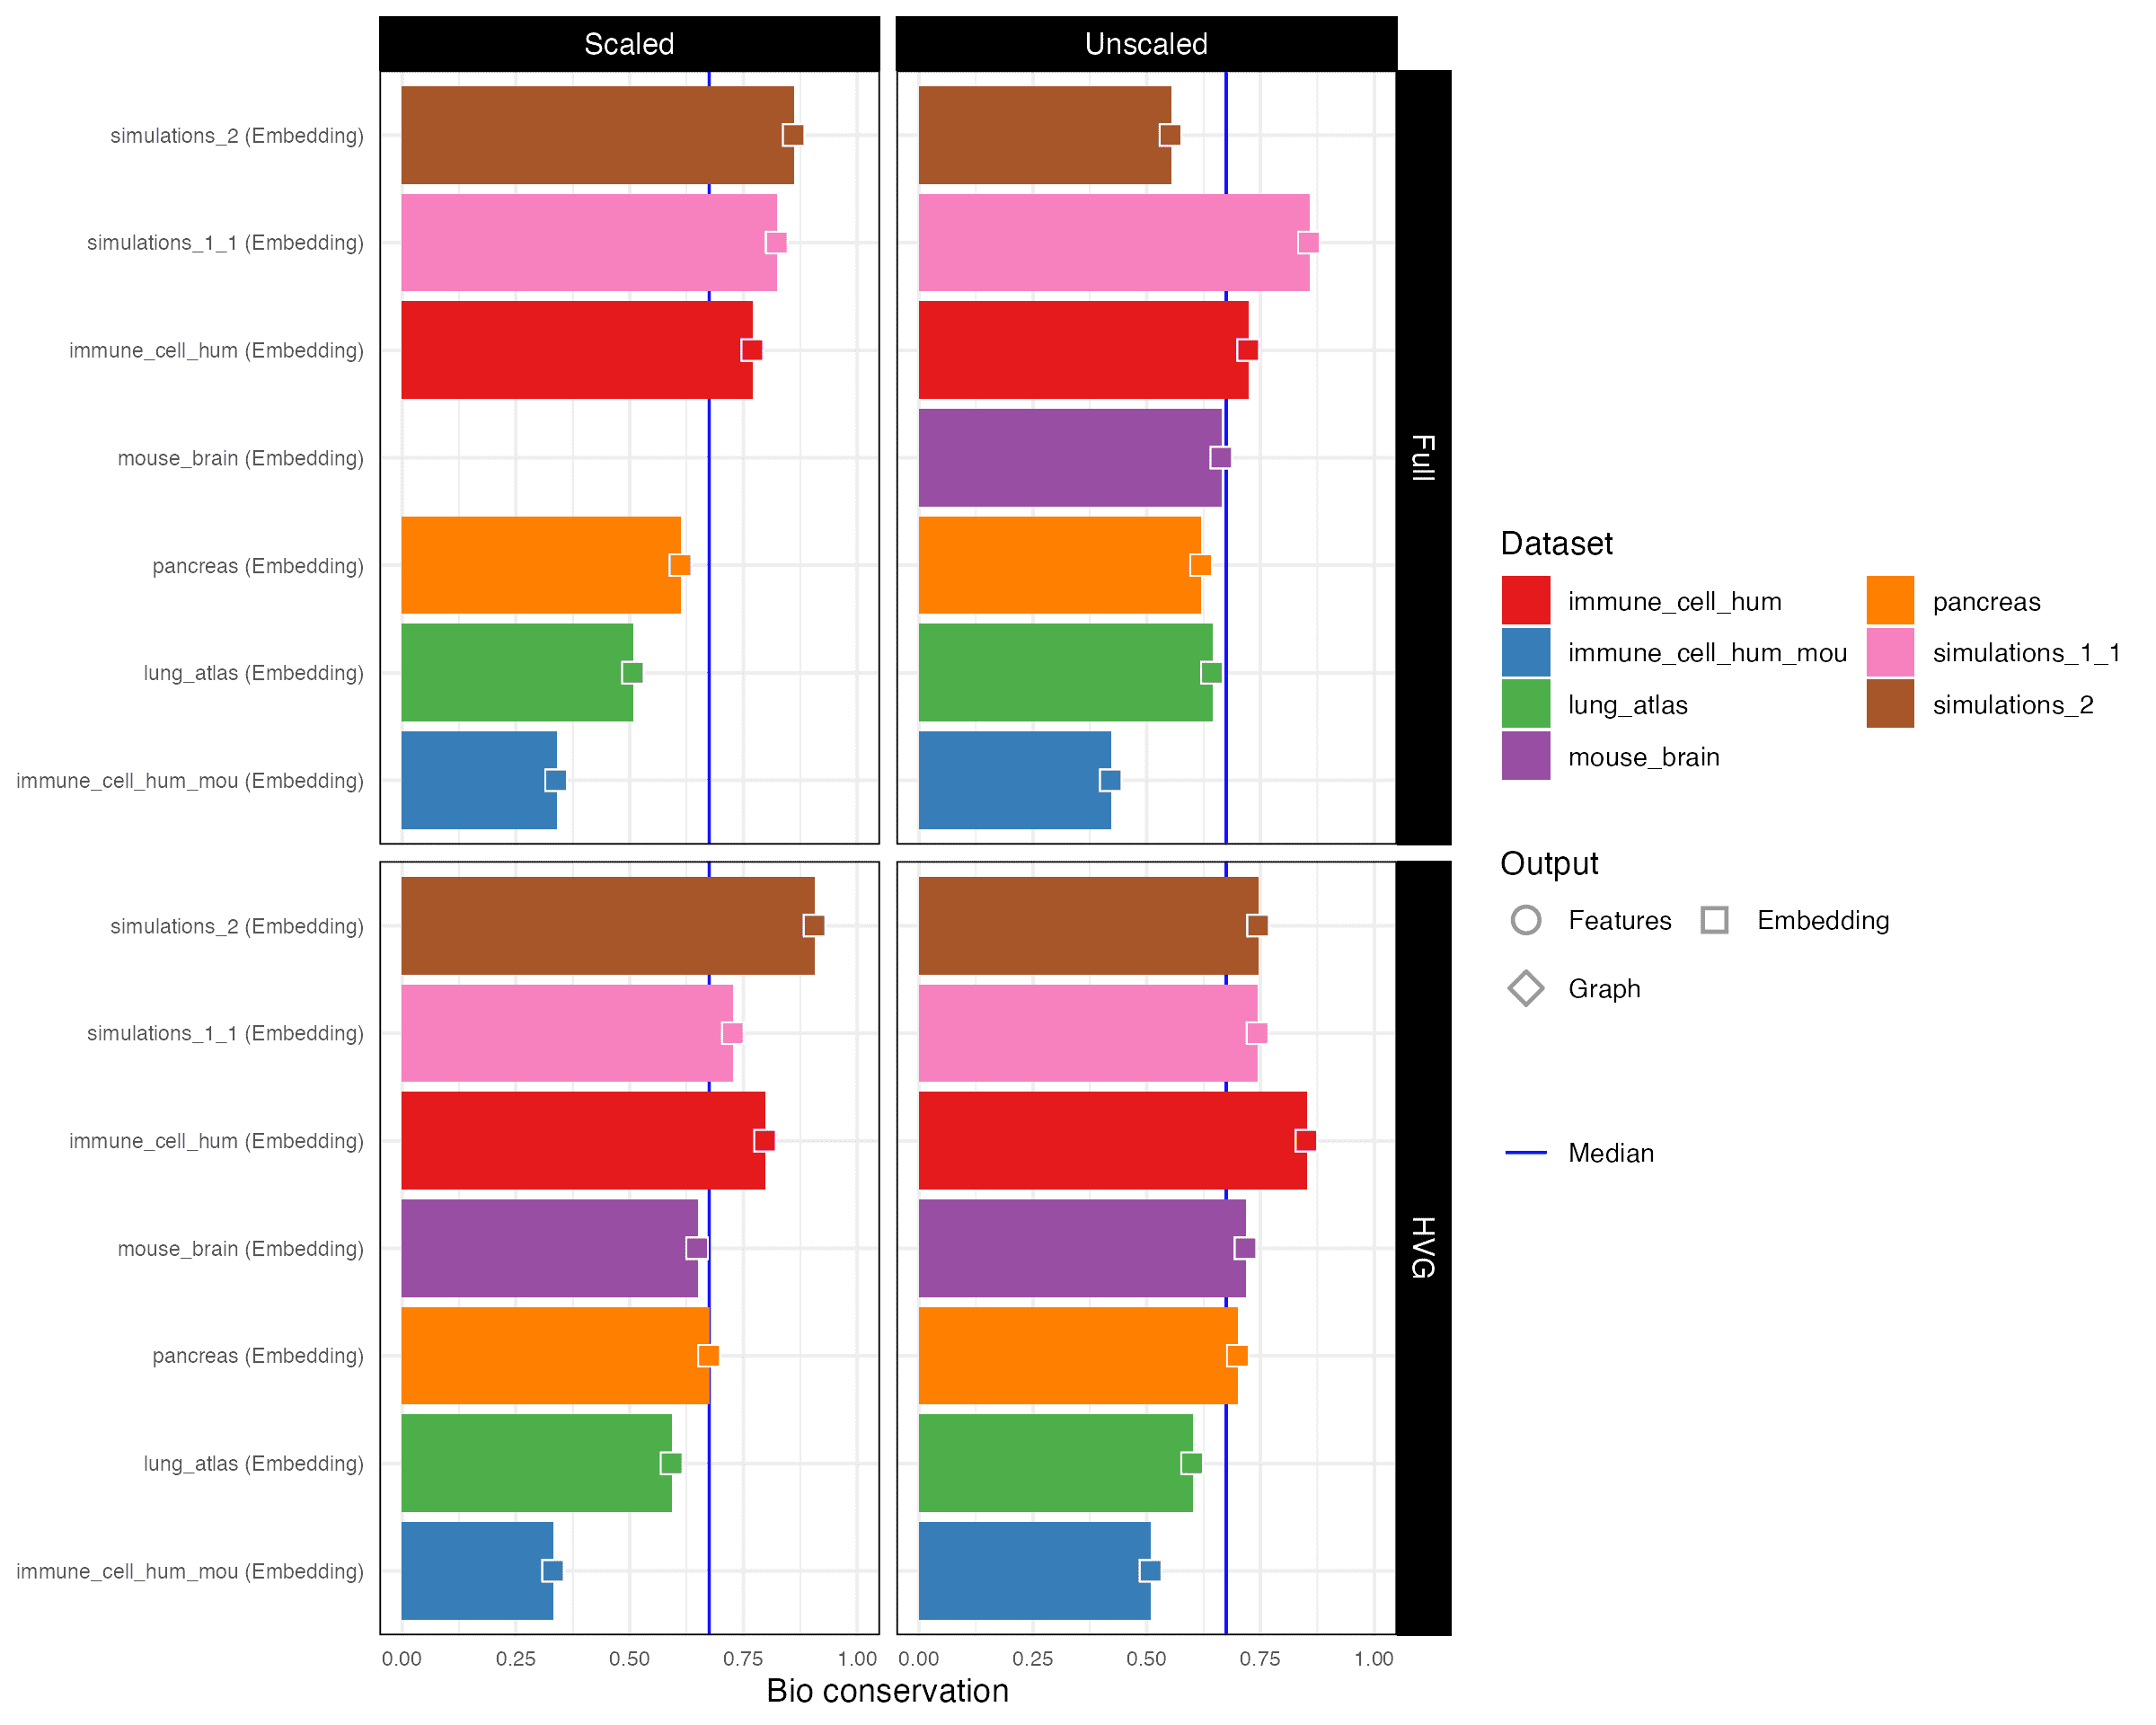 Scaled
Unscaled
simulations_2 (Embedding)
simulations_1_1 (Embedding)
immune_cell_hum (Embedding)
mouse_brain (Embedding)
pancreas (Embedding)
lung_atlas (Embedding)
immune_cell_hum_mou (Embedding)
Full
simulations_2 (Embedding)
simulations_1_1 (Embedding)
immune_cell_hum (Embedding)
mouse_brain (Embedding)
pancreas (Embedding)
lung_atlas (Embedding)
immune_cell_hum_mou (Embedding)
HVG
0.00 0.25 0.50 0.75 1.00
0.00 0.25 0.50 0.75 1.00
Bio conservation
Dataset
immune_cell_hum
immune_cell_hum_mou
lung_atlas
mouse_brain
pancreas
simulations_1_1
simulations_2
Output
Features
Embedding
Graph
Median